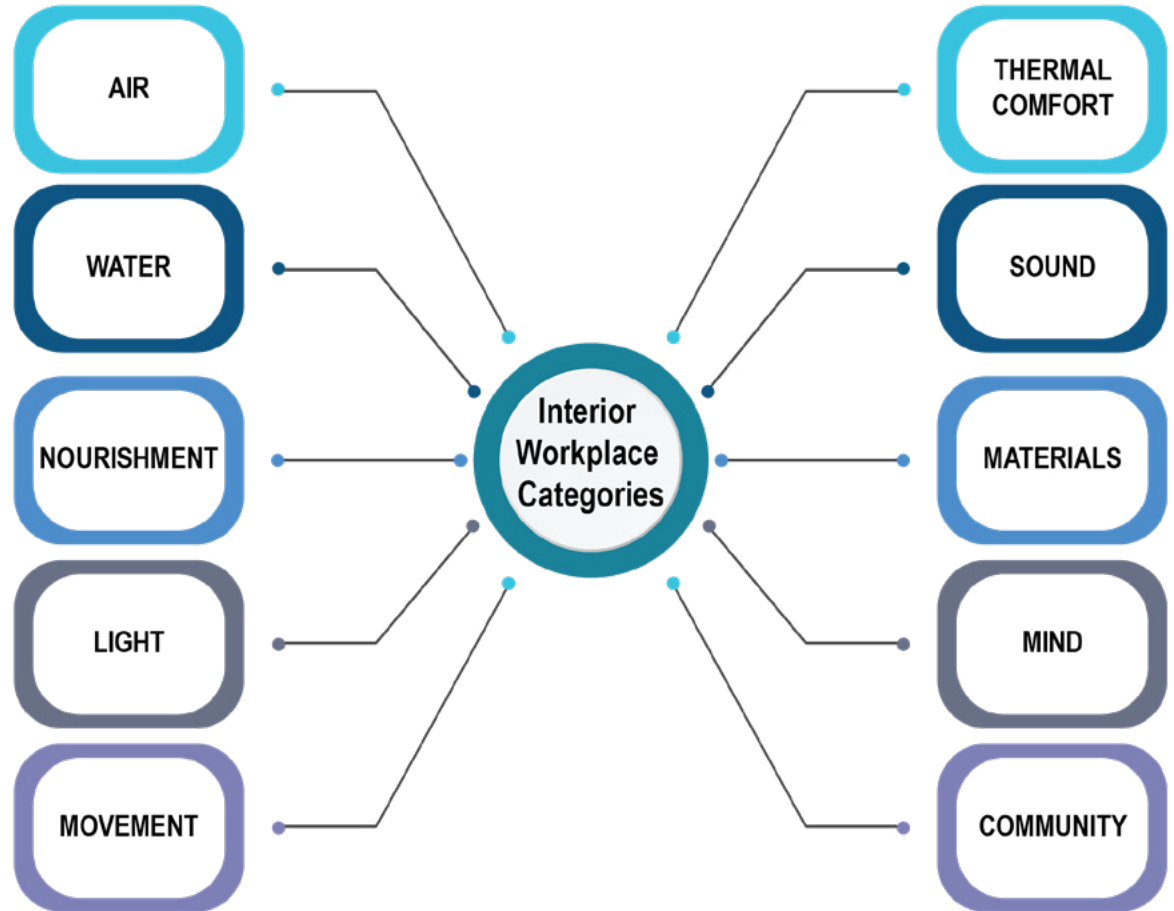 AIR
WATER
NOURISHMENT
LIGHT
MOVEMENT
Interior
Workplace
Categories
THERMAL
COMFORT
SOUND
MATERIALS
MIND
COMMUNITY